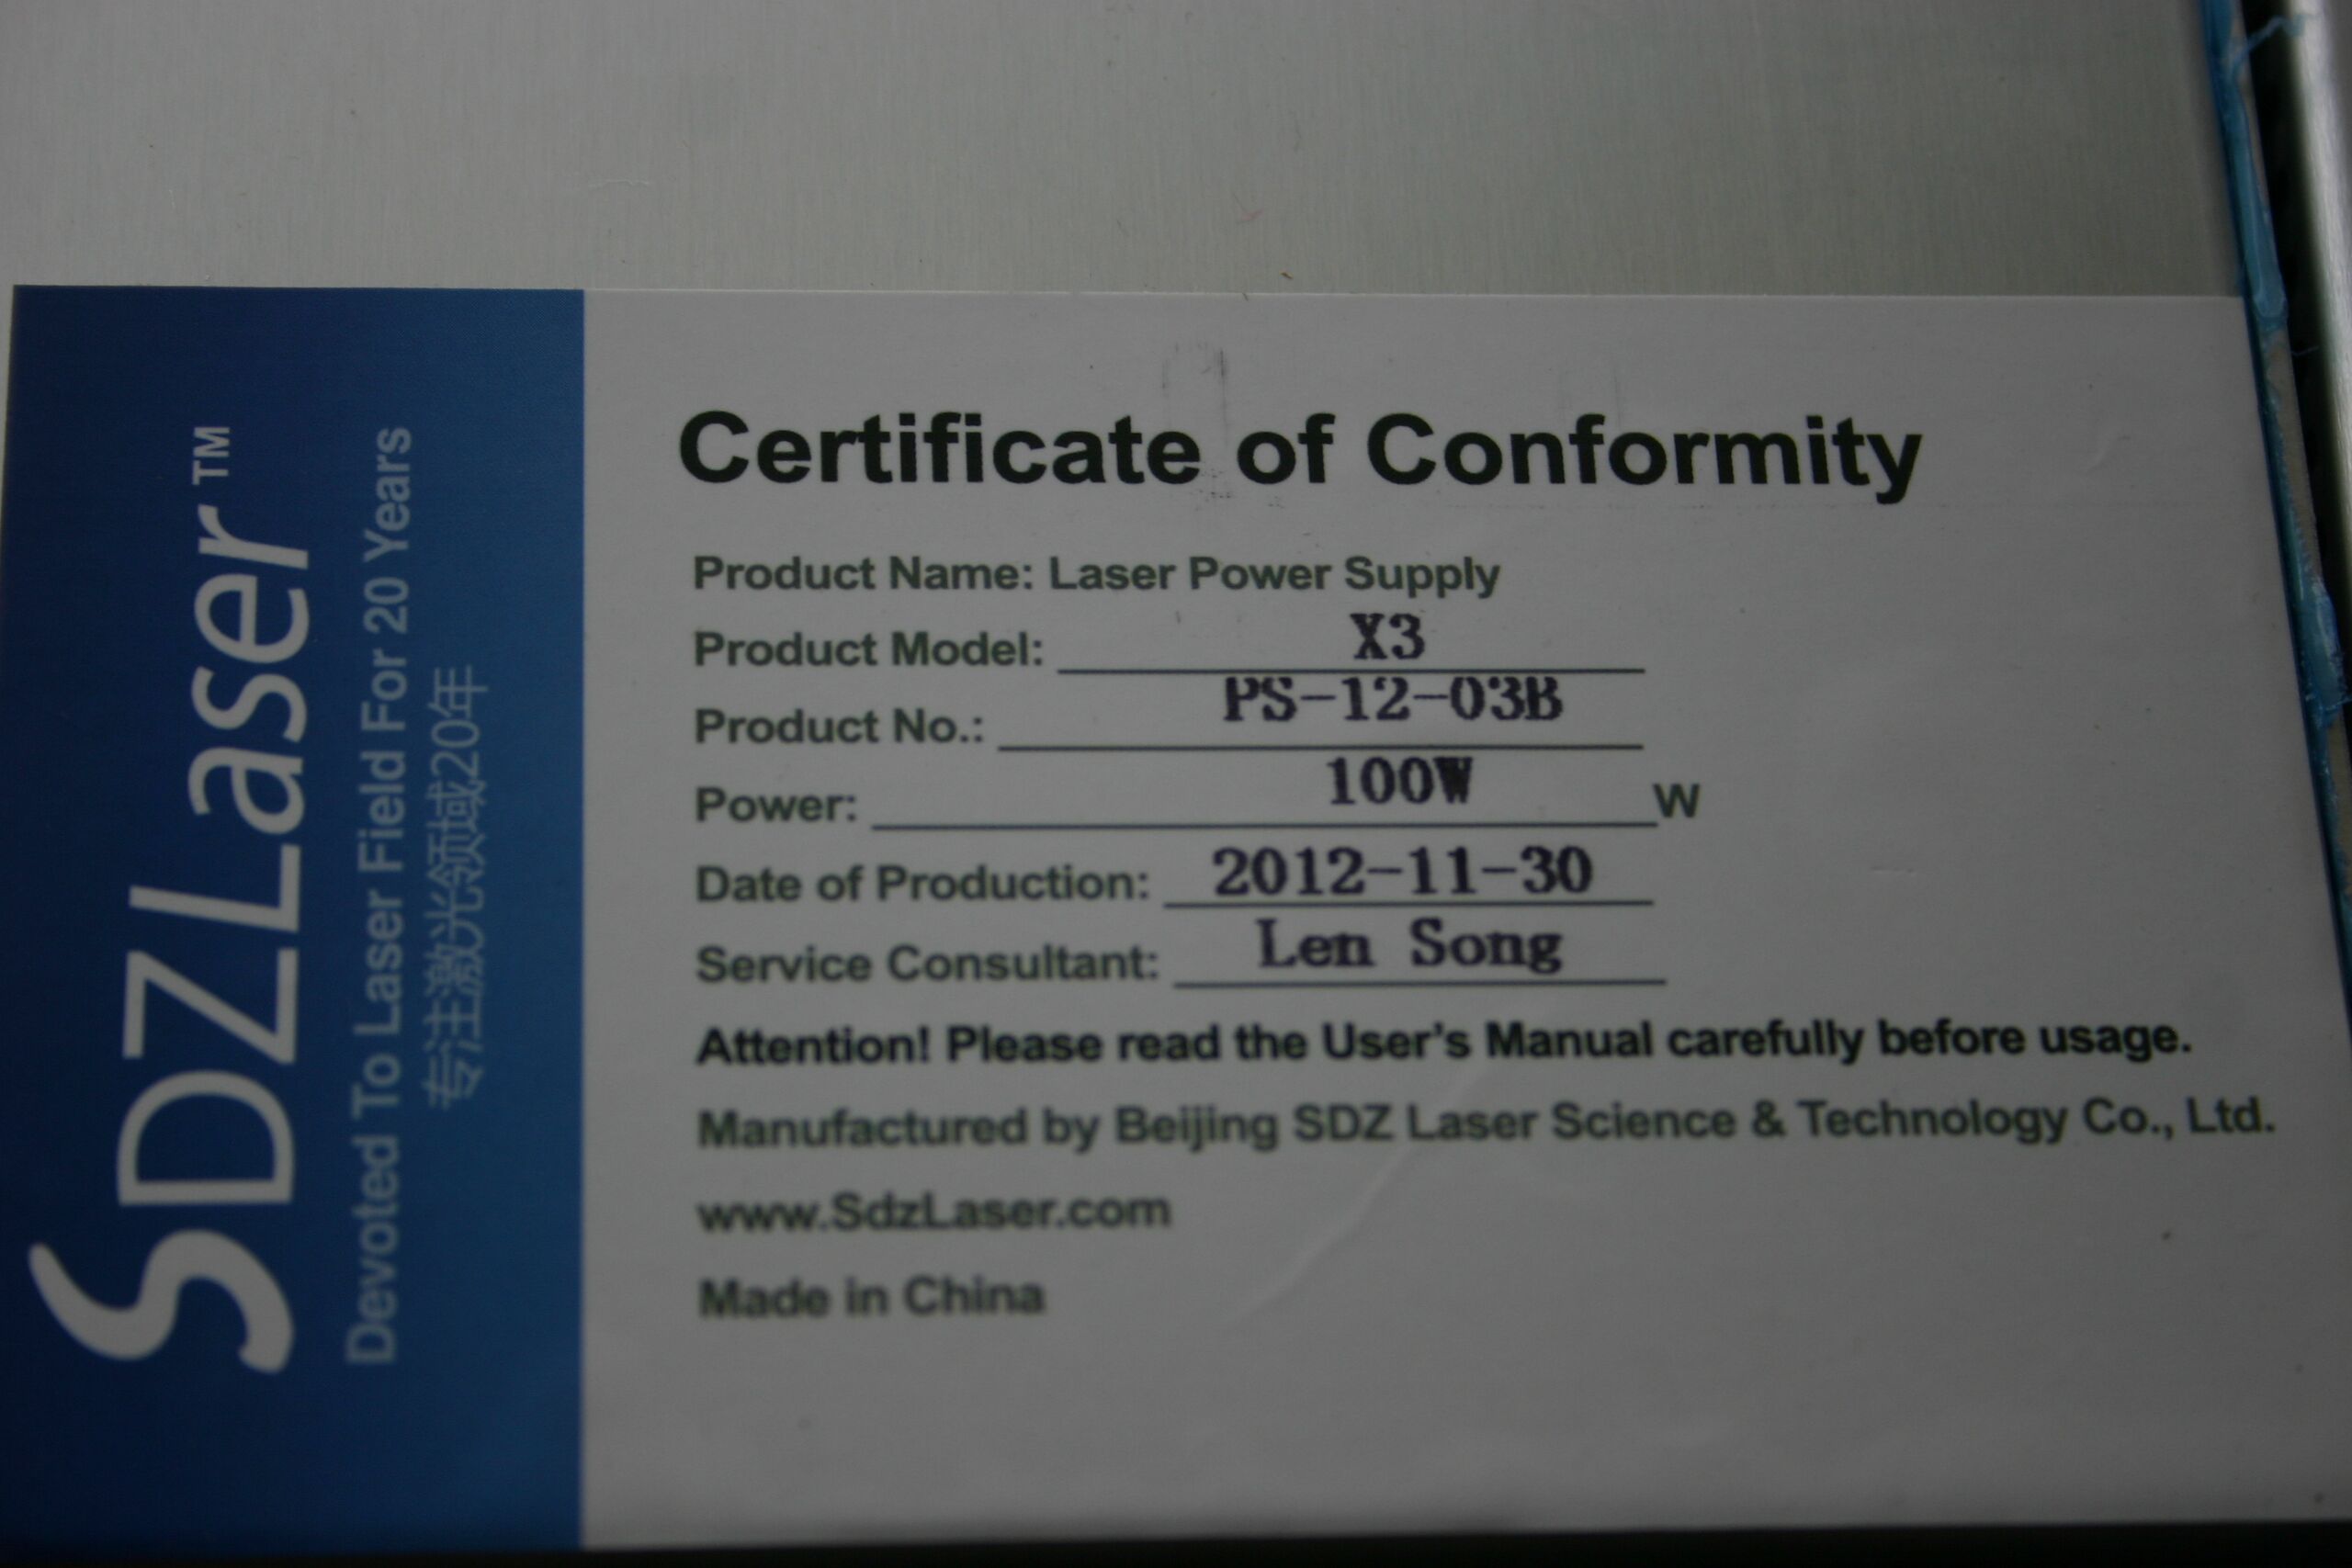 SDZLaser™
Devoted To Laser Field For 20 Years
专注激光领域20年
Certificate of Conformity
Product Name: Laser Power Supply
Product Model: X3
Product No.: PS-12-03B
Power: 100W W
Date of Production: 2012-11-30
Service Consultant: Len Song
Attention! Please read the User's Manual carefully before usage.
Manufactured by Beijing SDZ Laser Science & Technology Co., Ltd.
www.SdzLaser.com
Made in China